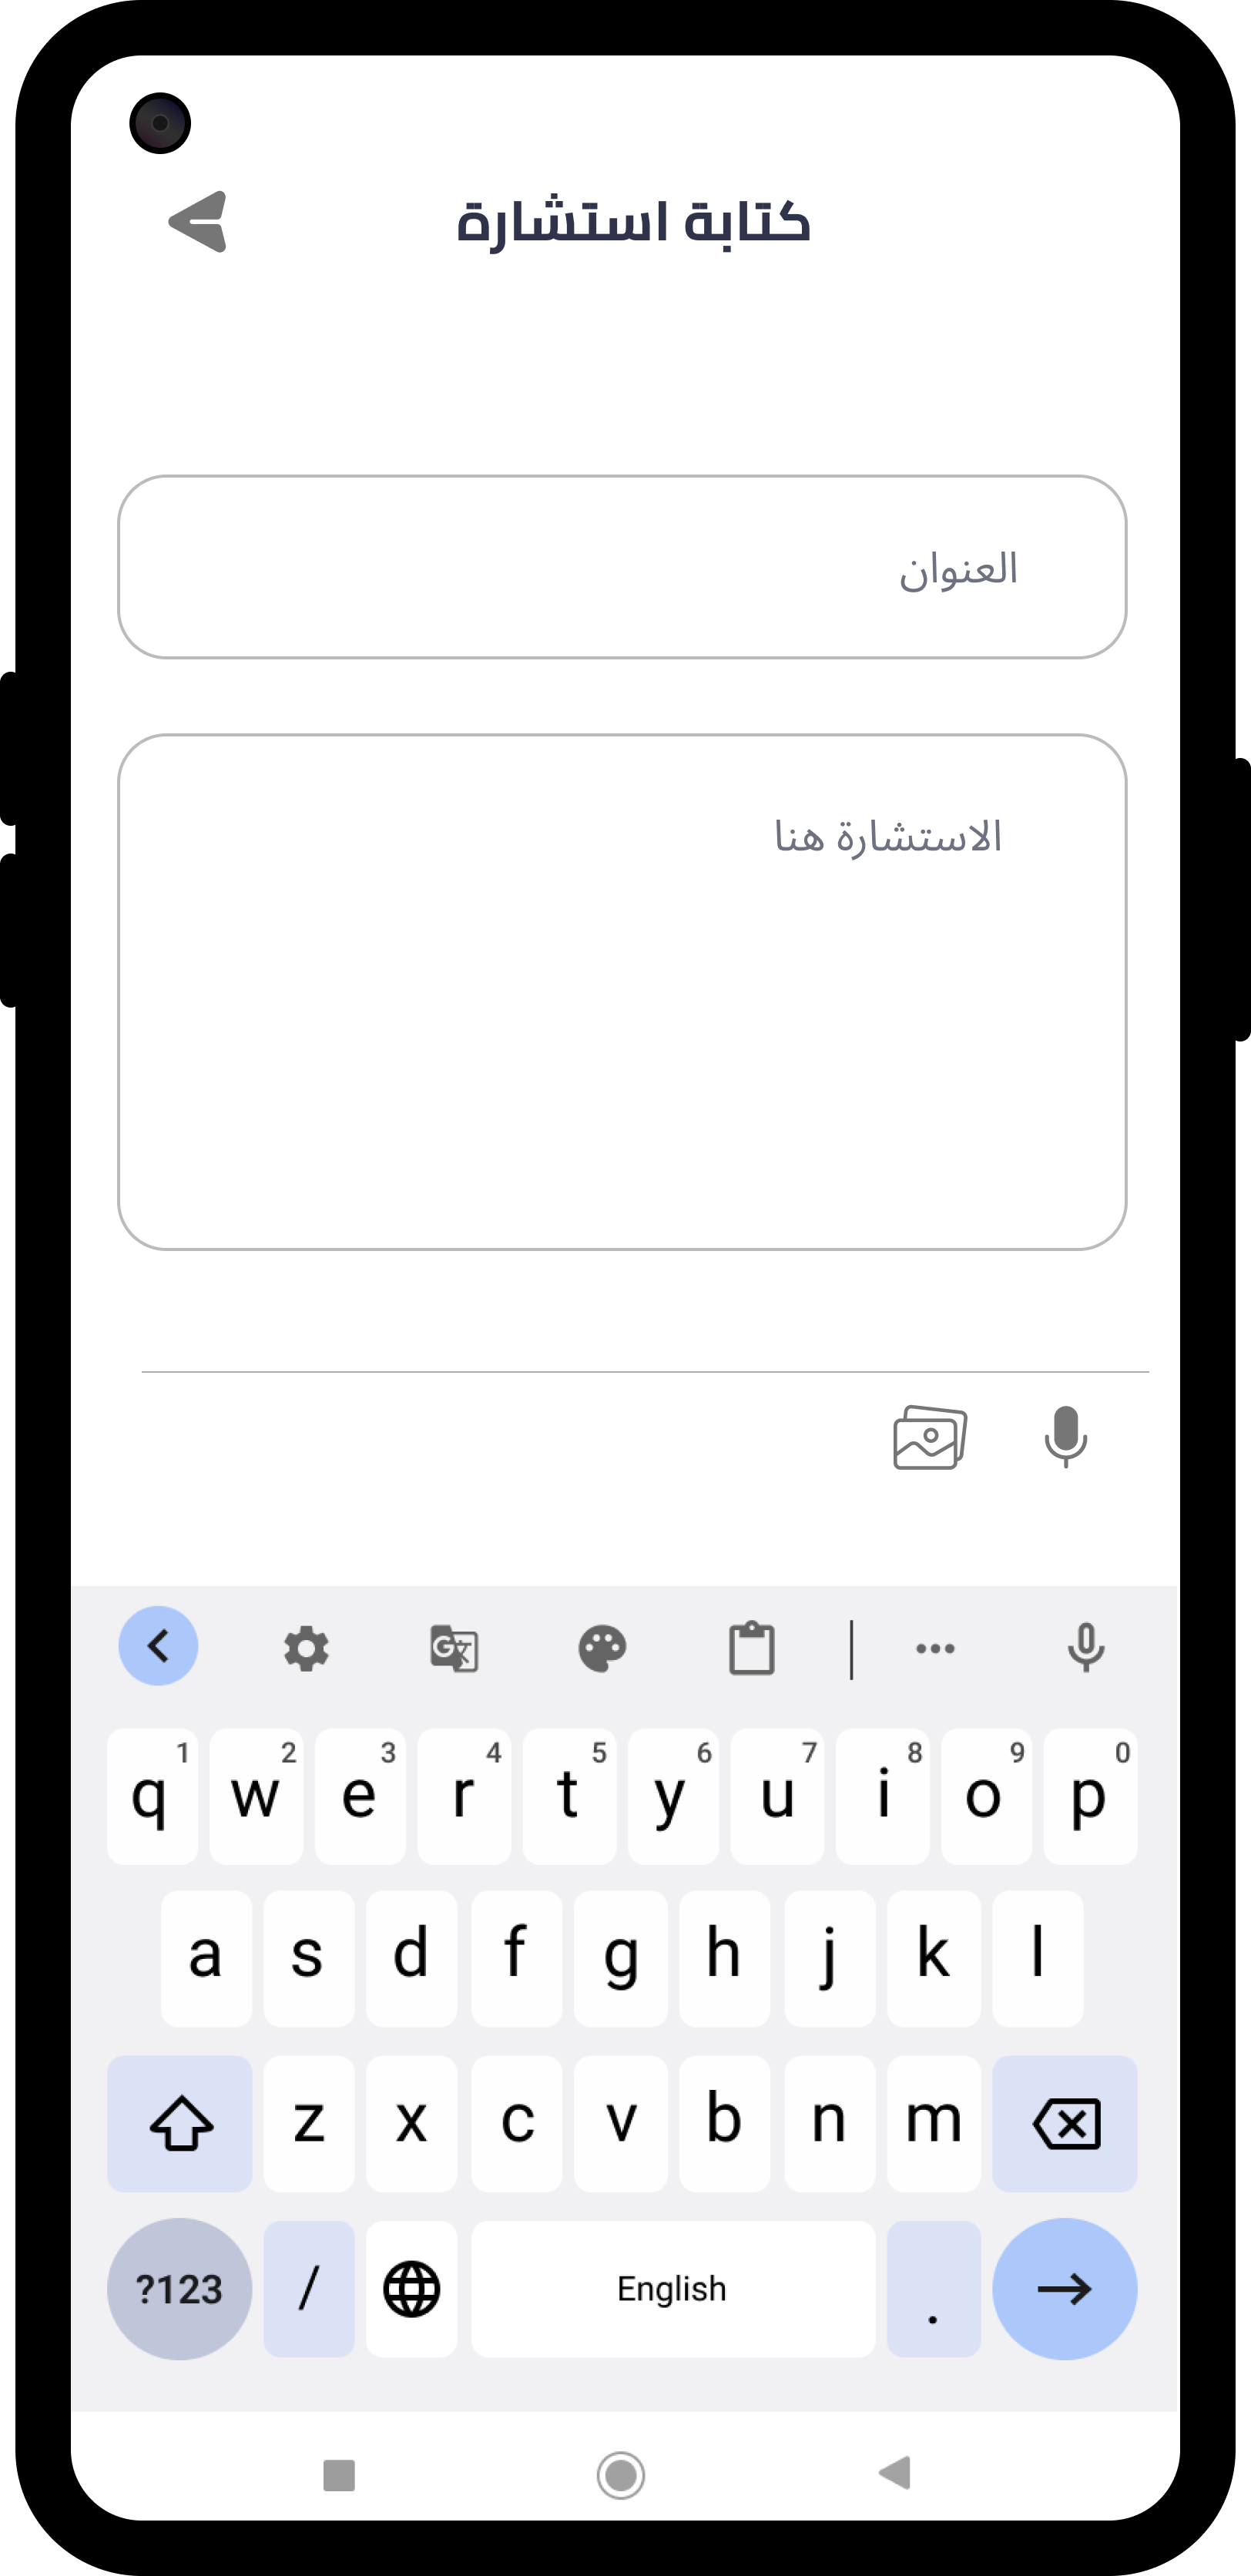 كتابة استشارة
العنوان
الاستشارة هنا
q 1 w 2 e 3 r 4 t 5 y 6 u 7 i 8 o 9 p 0
a s d f g h j k l
z x c v b n m
?123 / English .